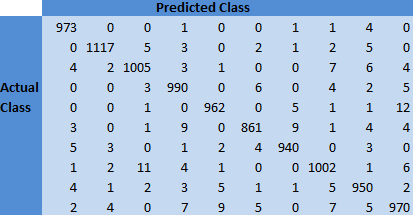 Predicted Class
973 0 0 1 0 0 1 1 4 0
0 1117 5 3 0 2 1 2 5 0
4 2 1005 3 1 0 0 7 6 4
Actual 0 0 3 990 0 6 0 4 2 5
Class 0 0 1 0 962 0 5 1 1 12
3 0 1 9 0 861 9 1 4 4
5 3 0 1 2 4 940 0 3 0
1 2 11 4 1 0 0 1002 1 6
4 1 2 3 5 1 1 5 950 2
2 4 0 7 9 5 0 7 5 970